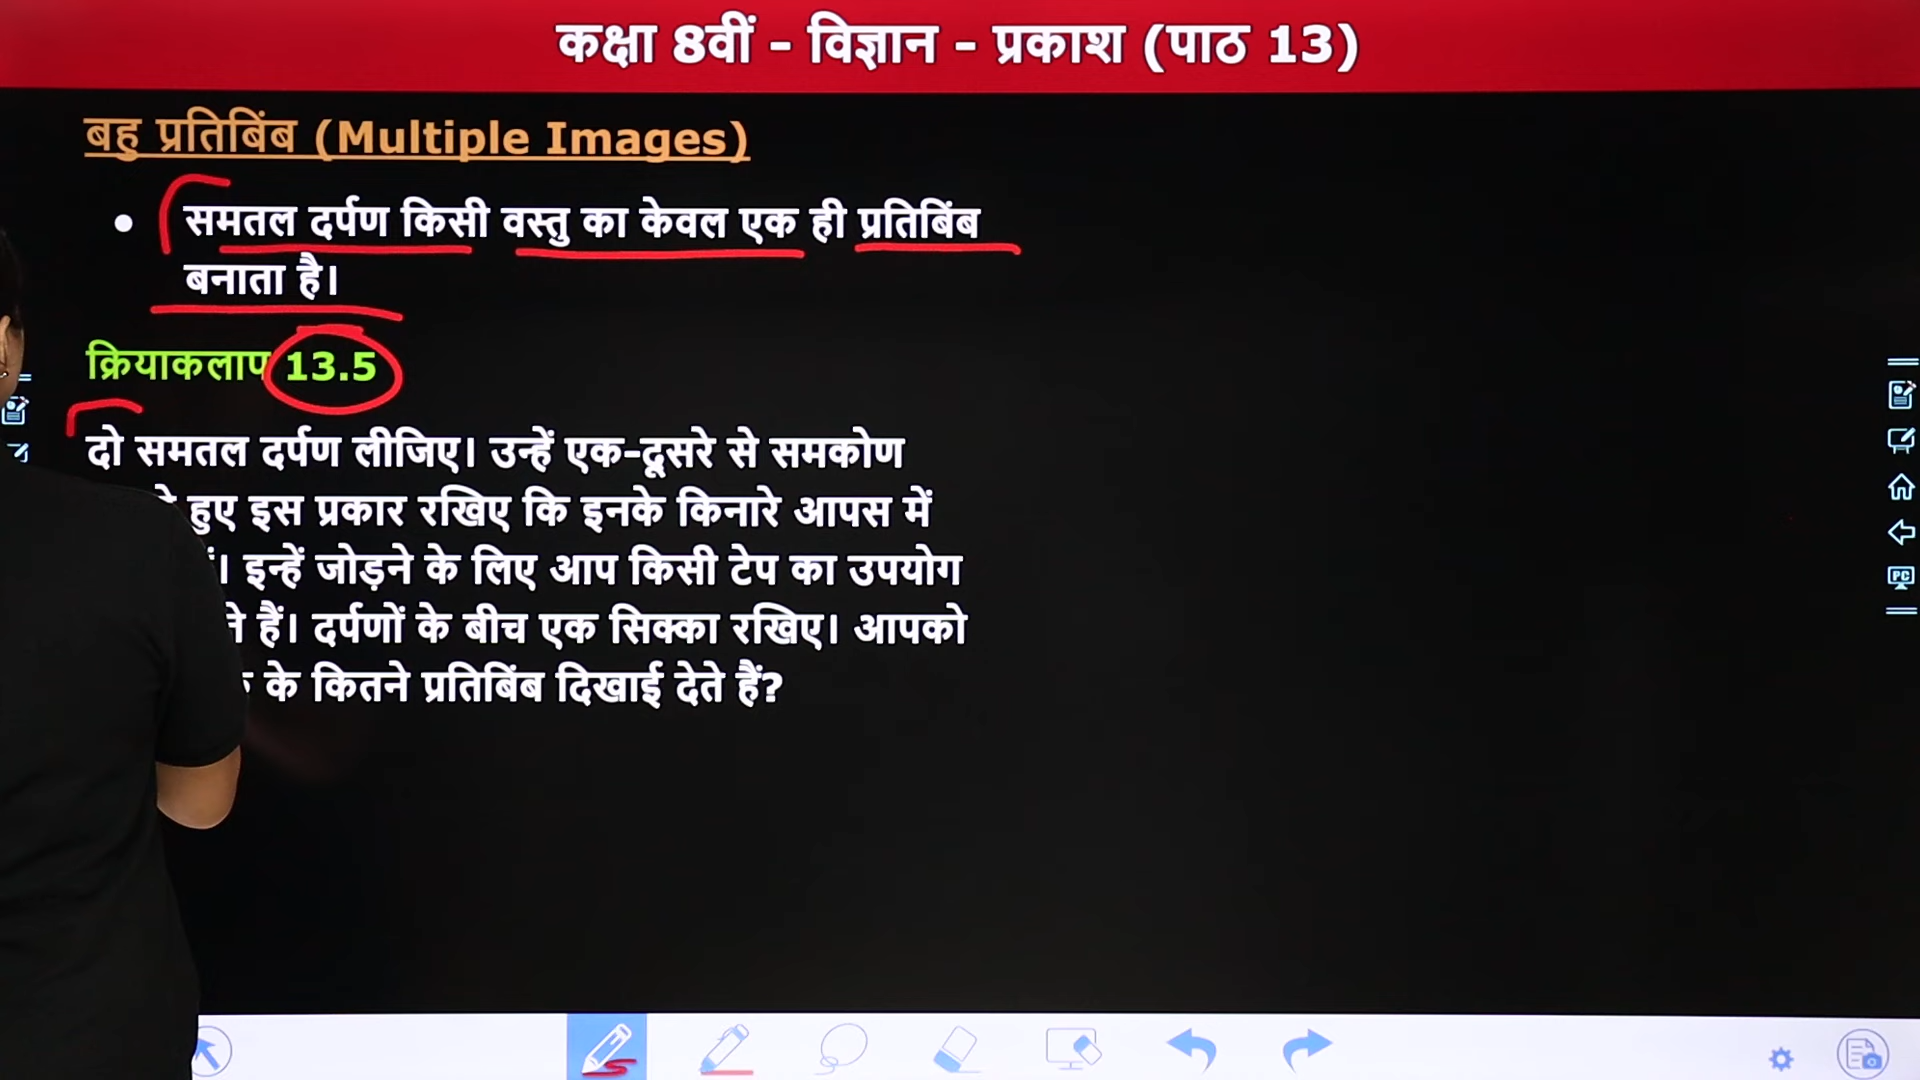 कक्षा 8वीं - विज्ञान - प्रकाश (पाठ 13)
बहु प्रतिबिंब (Multiple Images)
• समतल दर्पण किसी वस्तु का केवल एक ही प्रतिबिंब
बनाता है।
क्रियाकलाप 13.5
दो समतल दर्पण लीजिए। उन्हें एक-दूसरे से समकोण
हुए इस प्रकार रखिए कि इनके किनारे आपस में
इन्हें जोड़ने के लिए आप किसी टेप का उपयोग
हैं। दर्पणों के बीच एक सिक्का रखिए। आपको
के कितने प्रतिबिंब दिखाई देते हैं?
PC